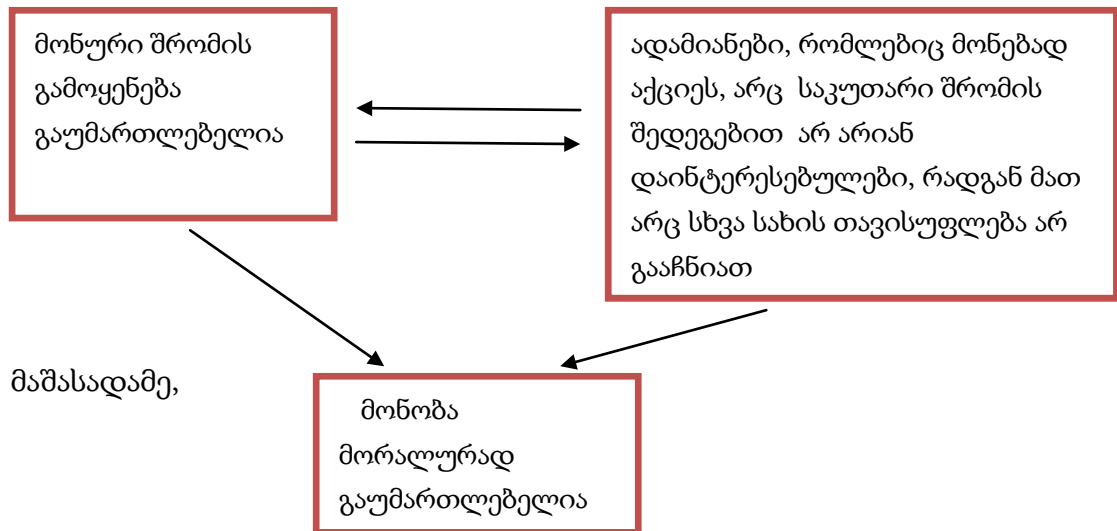 მონური შრომის
გამოყენება
გაუმართლებელია
ადამიანები, რომლებიც მონებად
აქციეს, არც საკუთარი შრომის
შედეგებით არ არიან
დაინტერესებულები, რადგან მათ
არც სხვა სახის თავისუფლება არ
გააჩნიათ
მაშასადამე,
მონობა
მორალურად
გაუმართლებელია